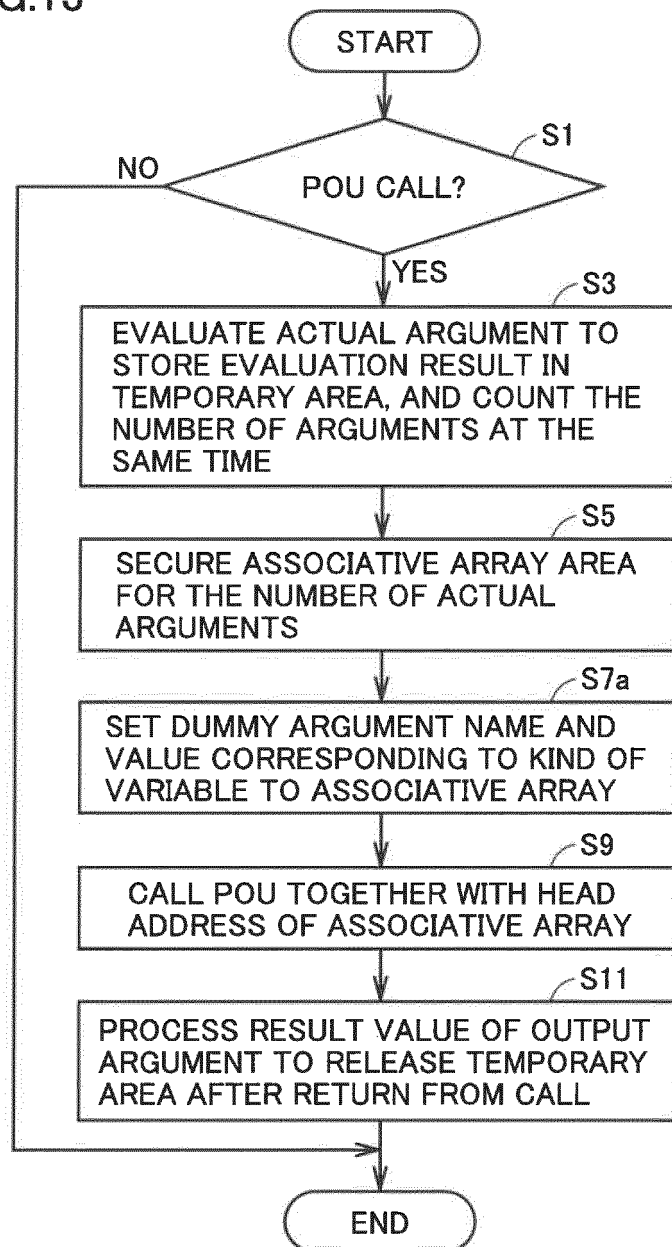 START
S1
NO
POU CALL?
YES
S3
EVALUATE ACTUAL ARGUMENT TO
STORE EVALUATION RESULT IN
TEMPORARY AREA, AND COUNT THE
NUMBER OF ARGUMENTS AT THE
SAME TIME
S5
SECURE ASSOCIATIVE ARRAY AREA
FOR THE NUMBER OF ACTUAL
ARGUMENTS
S7a
SET DUMMY ARGUMENT NAME AND
VALUE CORRESPONDING TO KIND OF
VARIABLE TO ASSOCIATIVE ARRAY
S9
CALL POU TOGETHER WITH HEAD
ADDRESS OF ASSOCIATIVE ARRAY
S11
PROCESS RESULT VALUE OF OUTPUT
ARGUMENT TO RELEASE TEMPORARY
AREA AFTER RETURN FROM CALL
END